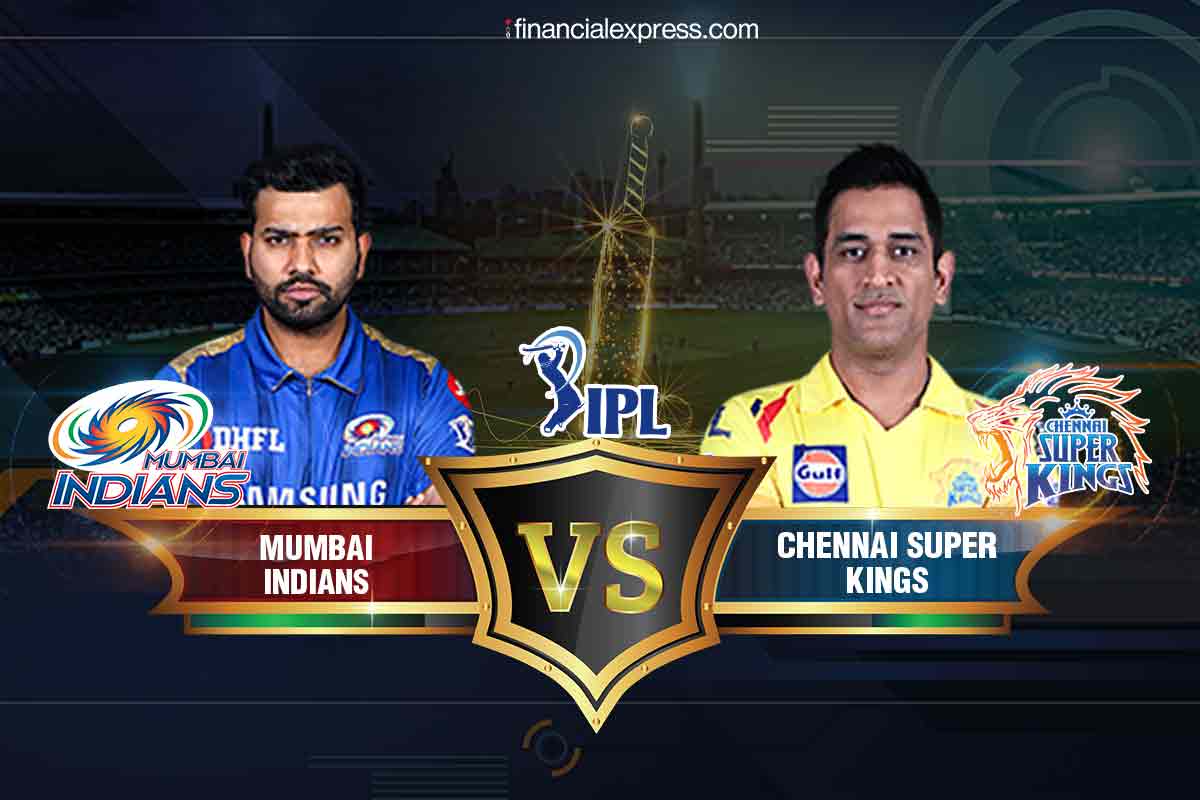 financialexpress.com
IPL
DHFL
SAMSUNG
Gulf
MUMBAI
INDIANS
CHENNAI
SUPER
KINGS
VS
MUMBAI
INDIANS
CHENNAI SUPER
KINGS